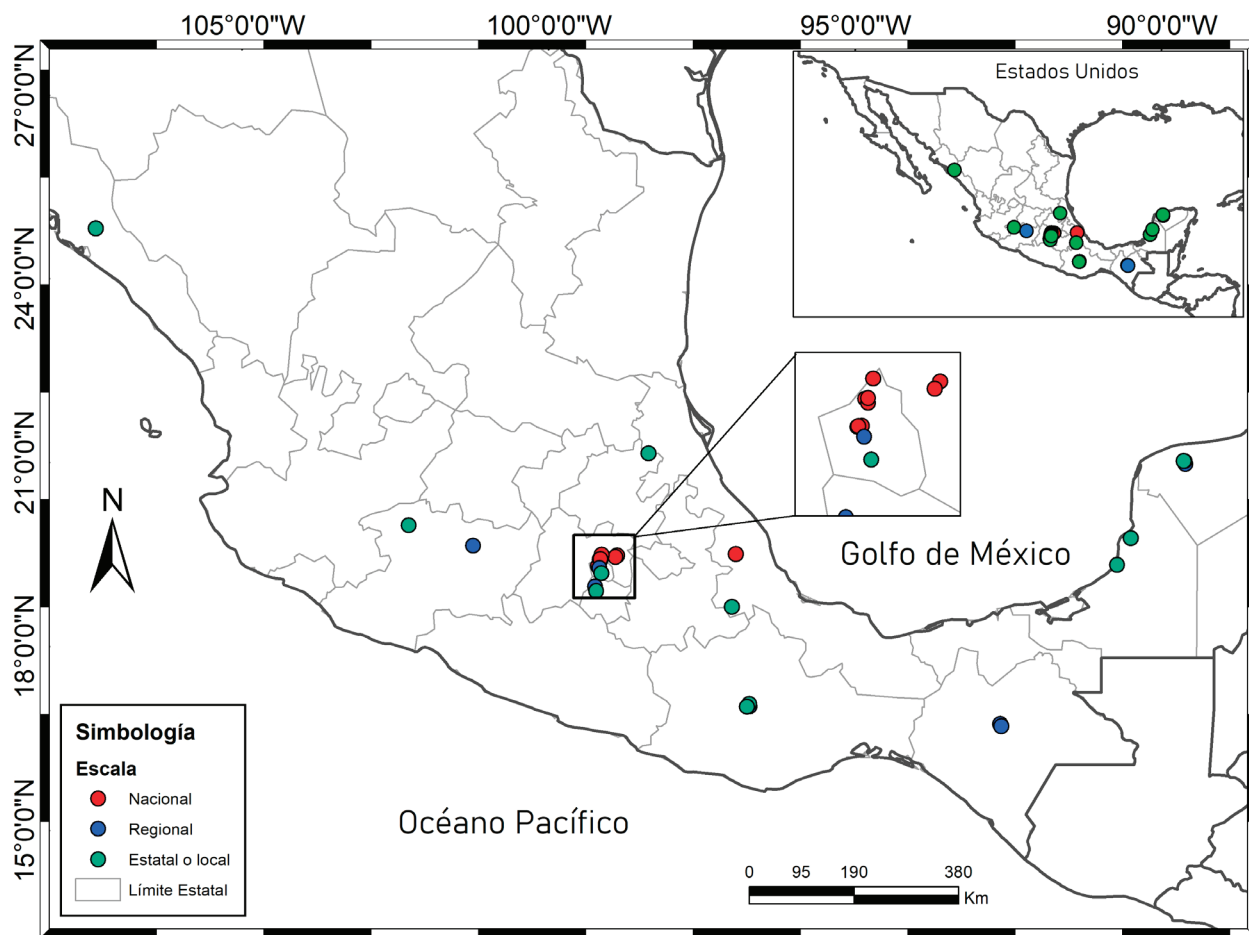 105°0'0"W
100°0'0"W
95°0'0"W
90°0'0"W
27°0'0"N
24°0'0"N
21°0'0"N
18°0'0"N
15°0'0"N
Estados Unidos
N
Golfo de México
Océano Pacífico
Simbología
Escala
Nacional
Regional
Estatal o local
Límite Estatal
0 95 190 380
Km